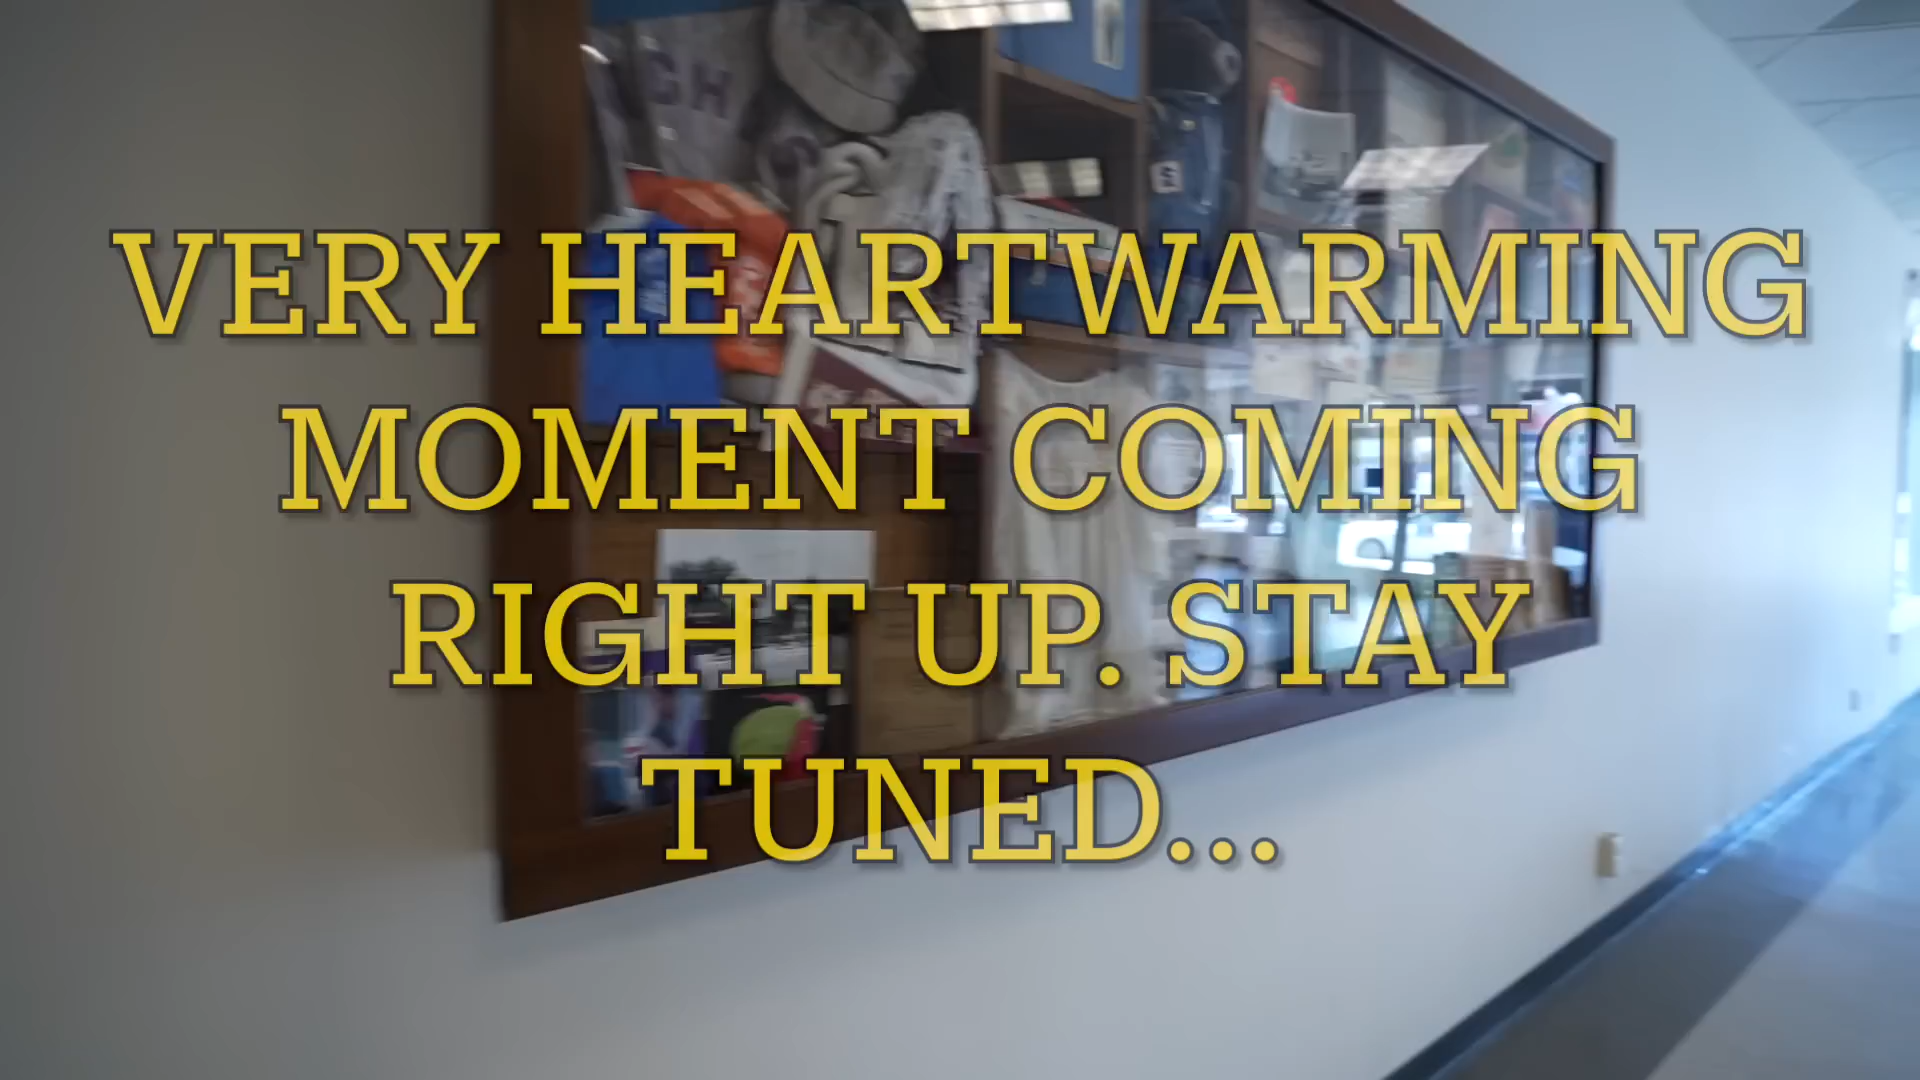 VERY HEARTWARMING
MOMENT COMING
RIGHT UP. STAY
TUNED...